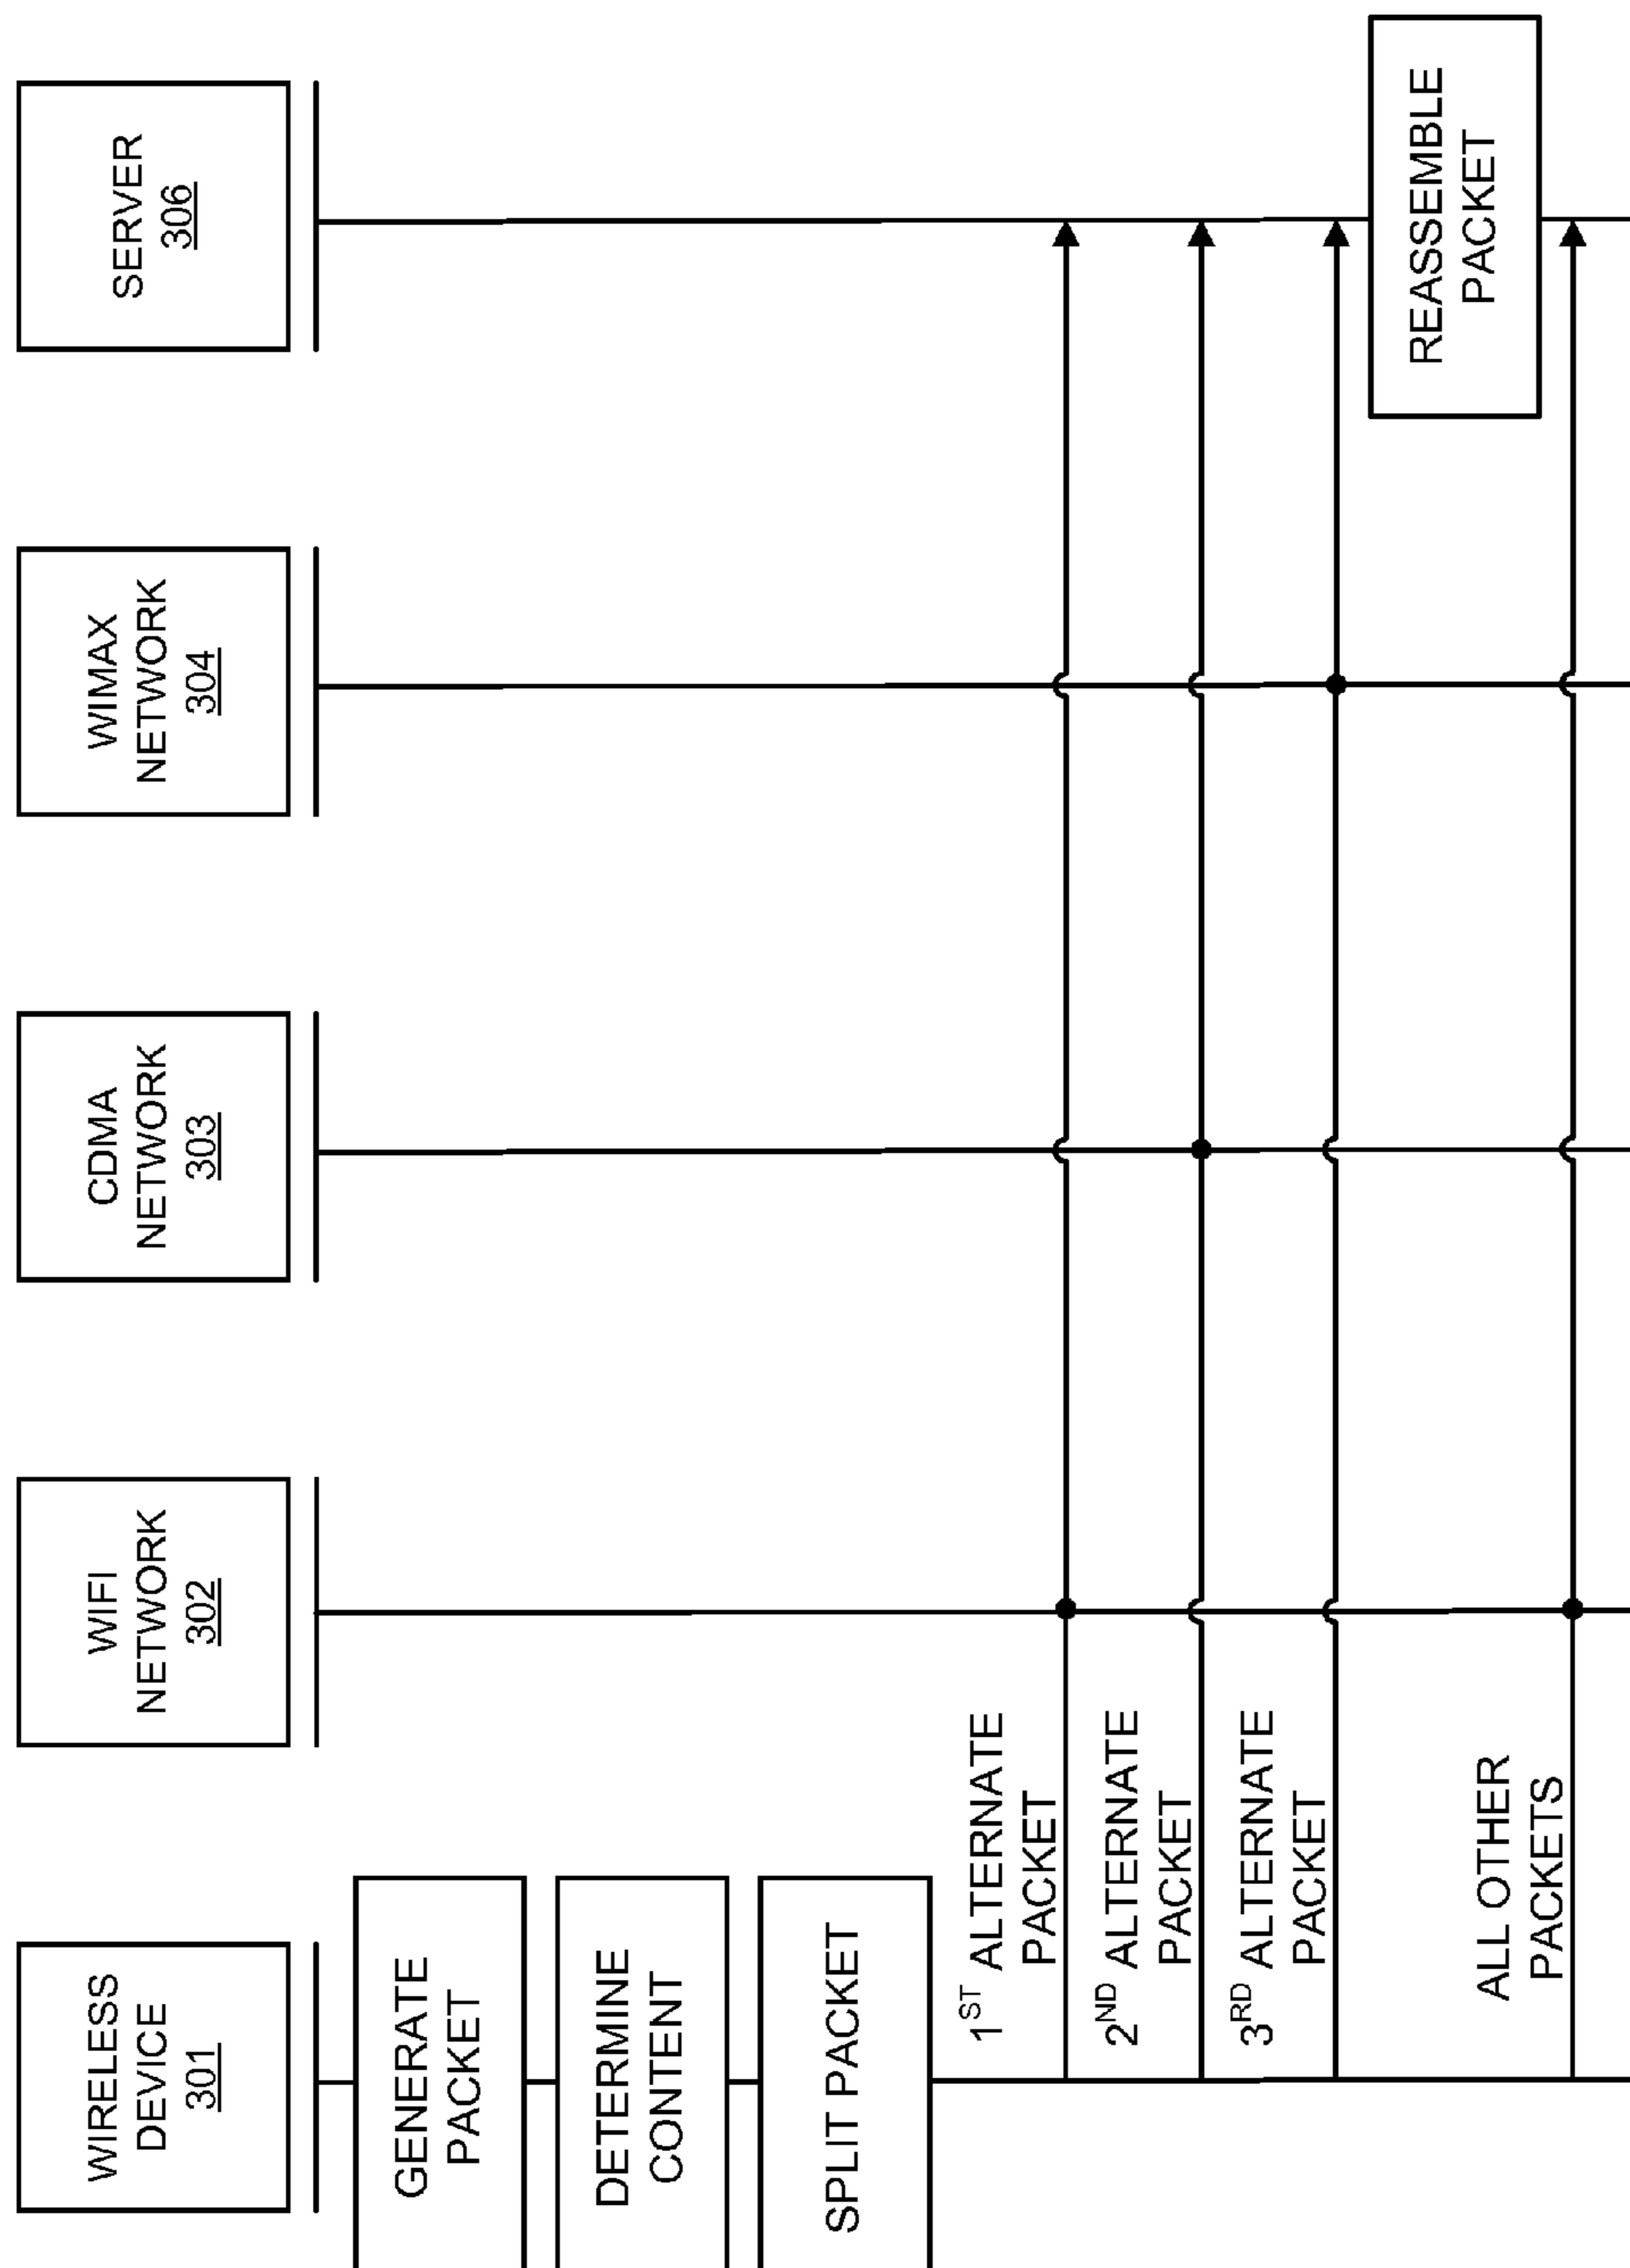 WIRELESS
DEVICE
301
WIFI
NETWORK
302
CDMA
NETWORK
303
WIMAX
NETWORK
304
SERVER
306
GENERATE
PACKET
DETERMINE
CONTENT
SPLIT PACKET
1ST ALTERNATE
PACKET
2ND ALTERNATE
PACKET
3RD ALTERNATE
PACKET
REASSEMBLE
PACKET
ALL OTHER
PACKETS